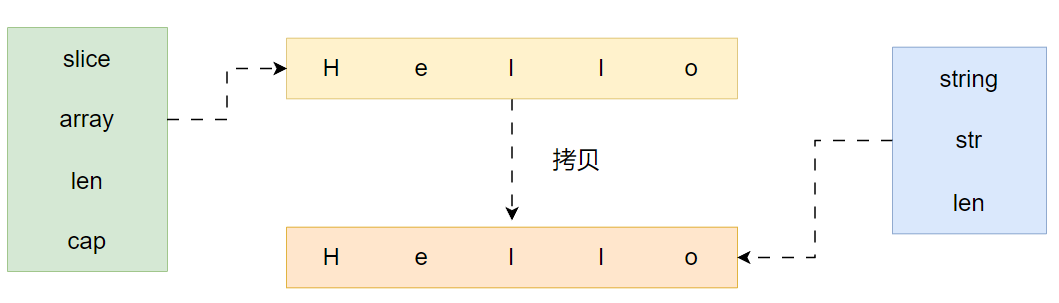 slice
array
len
cap
H e l l o
拷贝
H e l l o
string
str
len